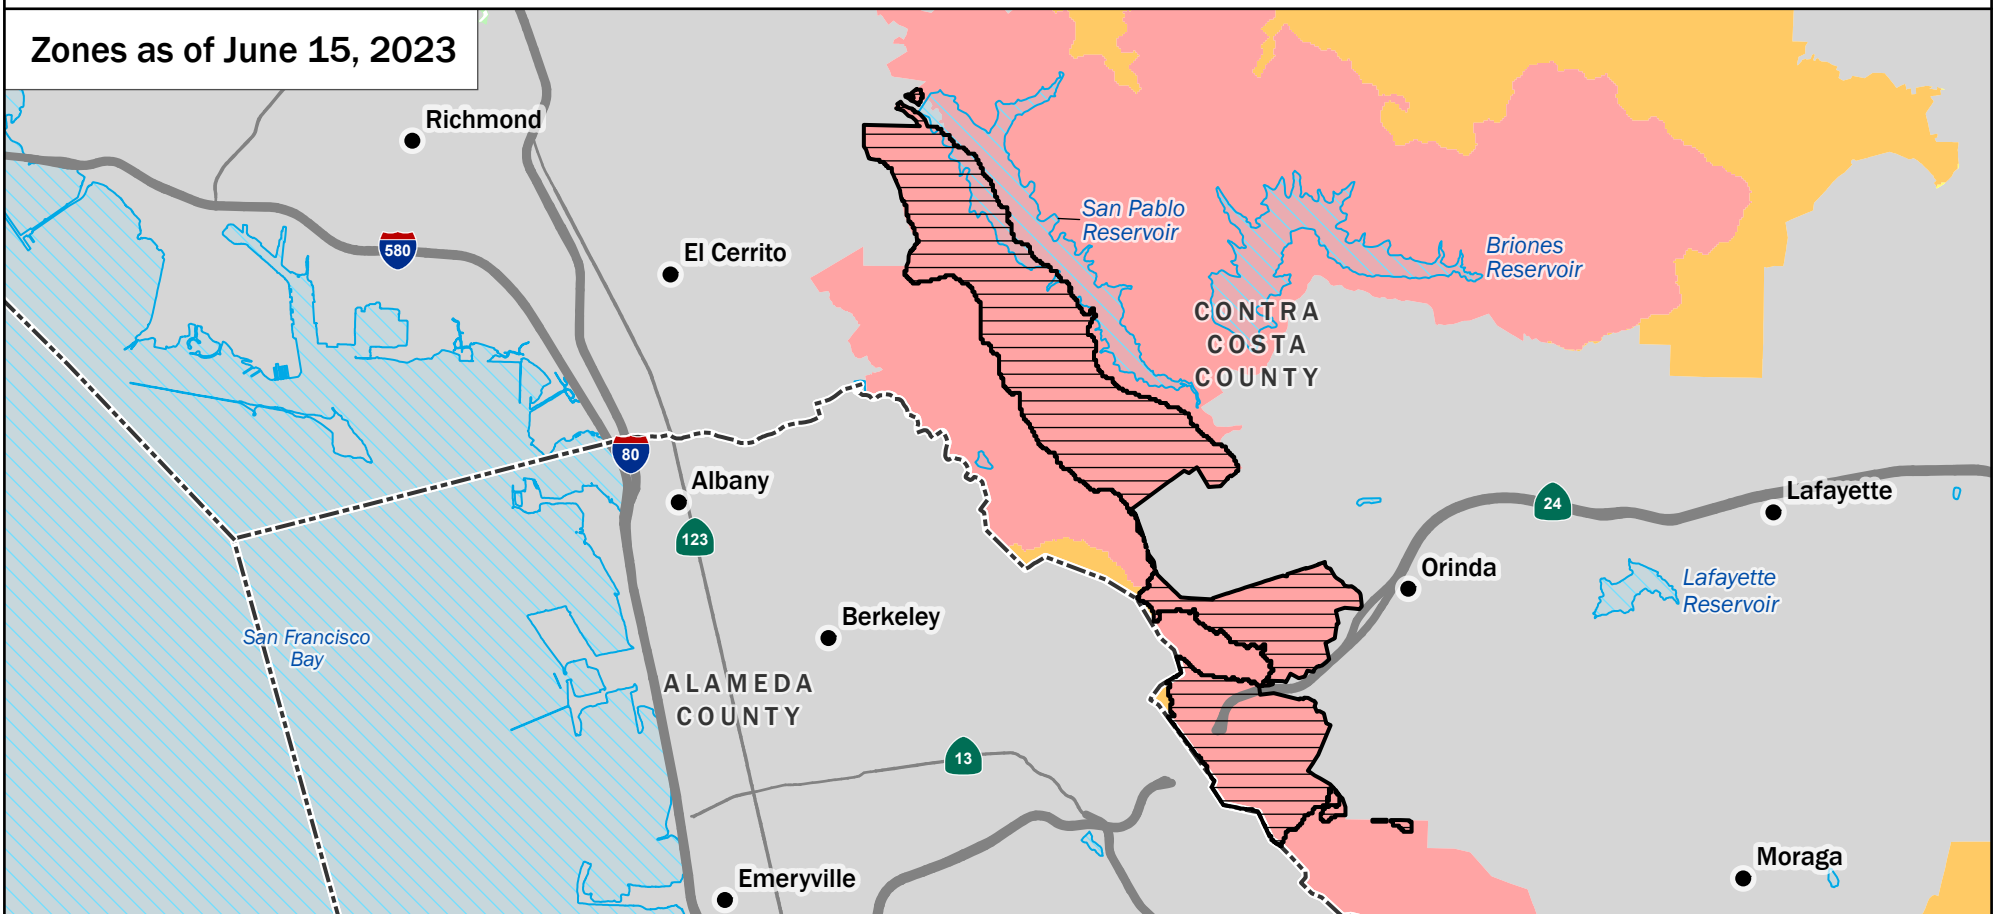 Zones as of June 15, 2023
Richmond
580
El Cerrito
San Pablo
Reservoir
Briones
Reservoir
CONTRA
COSTA
COUNTY
80
Albany
123
24
Lafayette
Orinda
Lafayette
Reservoir
Berkeley
San Francisco
Bay
ALAMEDA
COUNTY
13
Emeryville
Moraga